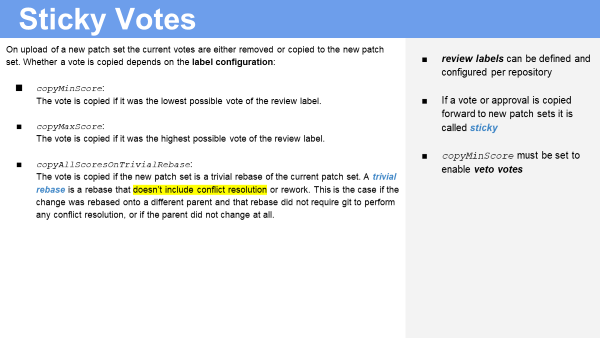 Sticky Votes
On upload of a new patch set the current votes are either removed or copied to the new patch
set. Whether a vote is copied depends on the label configuration:
■ copyMinScore:
The vote is copied if it was the lowest possible vote of the review label.
■ copyMaxScore:
The vote is copied if it was the highest possible vote of the review label.
■ copyAllScoresOnTrivialRebase:
The vote is copied if the new patch set is a trivial rebase of the current patch set. A trivial
rebase is a rebase that doesn't include conflict resolution or rework. This is the case if the
change was rebased onto a different parent and that rebase did not require git to perform
any conflict resolution, or if the parent did not change at all.
■ review labels can be defined and
configured per repository
■ If a vote or approval is copied
forward to new patch sets it is
called sticky
■ copyMinScore must be set to
enable veto votes